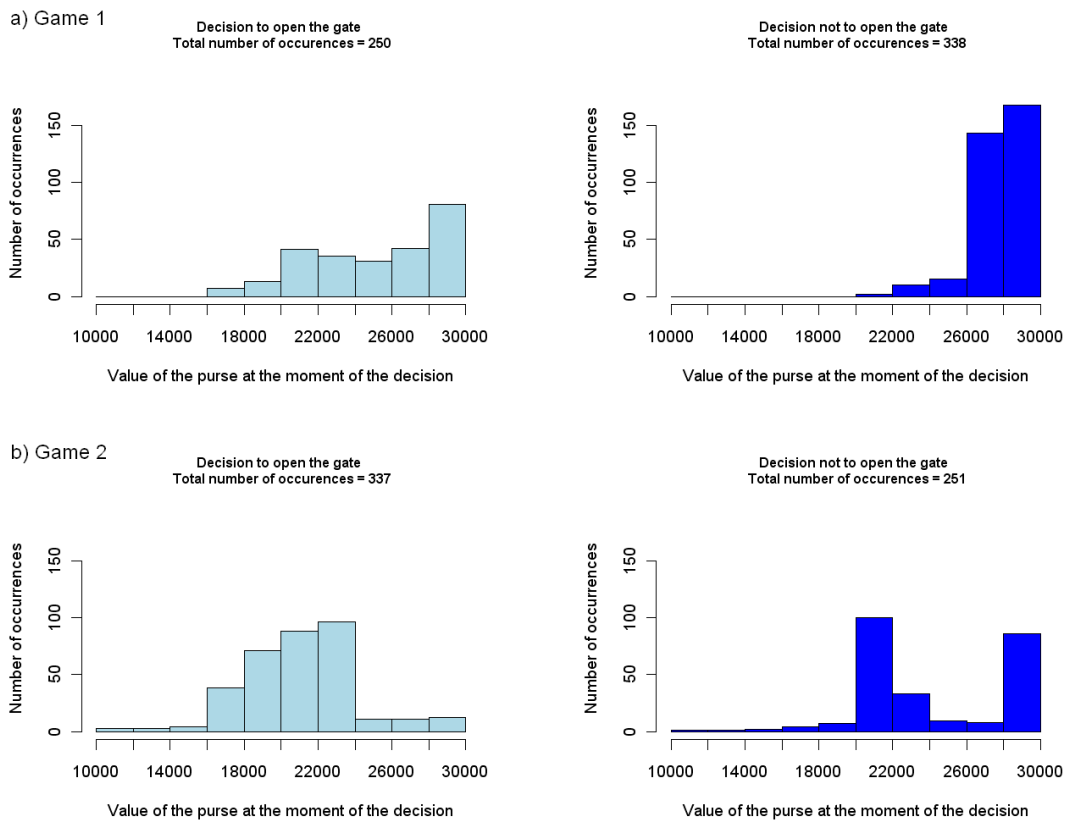 a) Game 1
Decision to open the gate
Total number of occurences = 250
Number of occurrences
0
50
100
150
10000 14000 18000 22000 26000 30000
Value of the purse at the moment of the decision
Decision not to open the gate
Total number of occurences = 338
Number of occurrences
0
50
100
150
10000 14000 18000 22000 26000 30000
Value of the purse at the moment of the decision
b) Game 2
Decision to open the gate
Total number of occurences = 337
Number of occurrences
0
50
100
150
10000 14000 18000 22000 26000 30000
Value of the purse at the moment of the decision
Decision not to open the gate
Total number of occurences = 251
Number of occurrences
0
50
100
150
10000 14000 18000 22000 26000 30000
Value of the purse at the moment of the decision